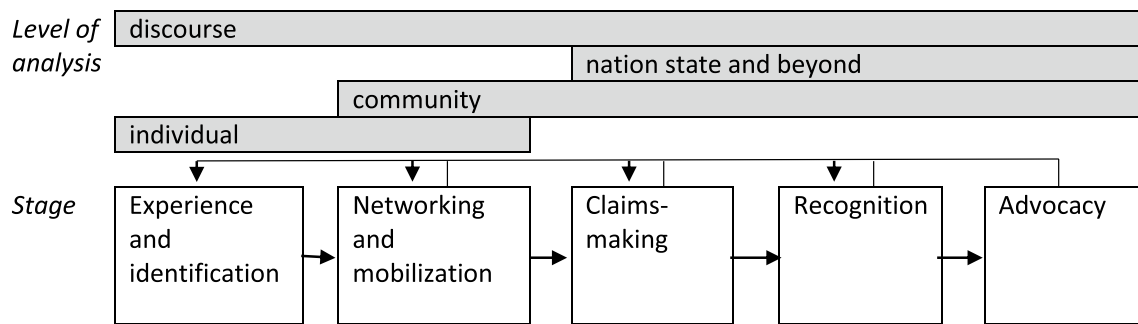 Level of
analysis
discourse
nation state and beyond
community
individual
Stage
Experience
and
identification
Networking
and
mobilization
Claims-
making
Recognition
Advocacy